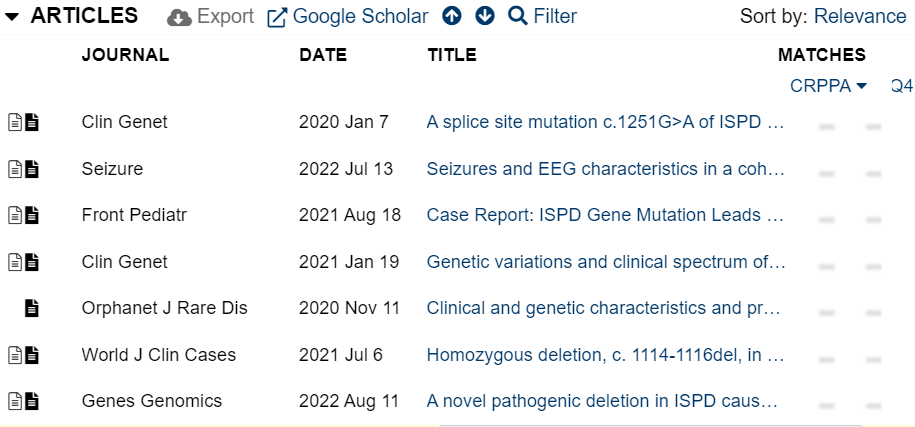 ARTICLES Export Google Scholar Filter Sort by: Relevance
JOURNAL DATE TITLE MATCHES
CRPPA Q4
Clin Genet 2020 Jan 7 A splice site mutation c.1251G>A of ISPD ...
Seizure 2022 Jul 13 Seizures and EEG characteristics in a coh...
Front Pediatr 2021 Aug 18 Case Report: ISPD Gene Mutation Leads ...
Clin Genet 2021 Jan 19 Genetic variations and clinical spectrum of...
Orphanet J Rare Dis 2020 Nov 11 Clinical and genetic characteristics and pr...
World J Clin Cases 2021 Jul 6 Homozygous deletion, c. 1114-1116del, in ...
Genes Genomics 2022 Aug 11 A novel pathogenic deletion in ISPD caus...